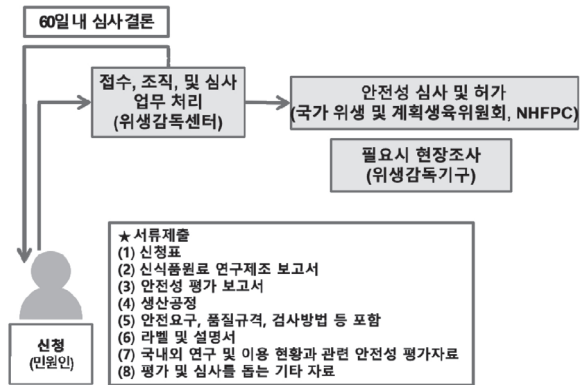 60일 내 심사결론
접수, 조직, 및 심사
업무 처리
(위생감독센터)
안전성 심사 및 허가
(국가 위생 및 계획생육위원회, NHFPC)
필요시 현장조사
(위생감독기구)
신청
(민원인)
★서류제출
(1) 신청표
(2) 신식품원료 연구제조 보고서
(3) 안전성 평가 보고서
(4) 생산공정
(5) 안전요구, 품질규격, 검사방법 등 포함
(6) 라벨 및 설명서
(7) 국내외 연구 및 이용 현황과 관련 안전성 평가자료
(8) 평가 및 심사를 돕는 기타 자료